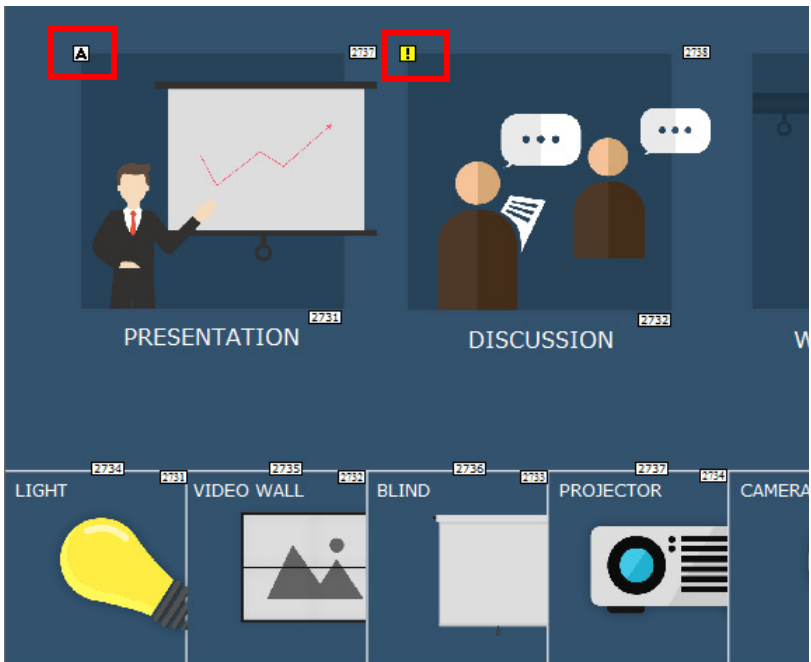 A 2737 ! 2738
2731 2732
PRESENTATION DISCUSSION W
2734 2735 2736 2737
2731 2732 2733 2734
LIGHT VIDEO WALL BLIND PROJECTOR CAMERA